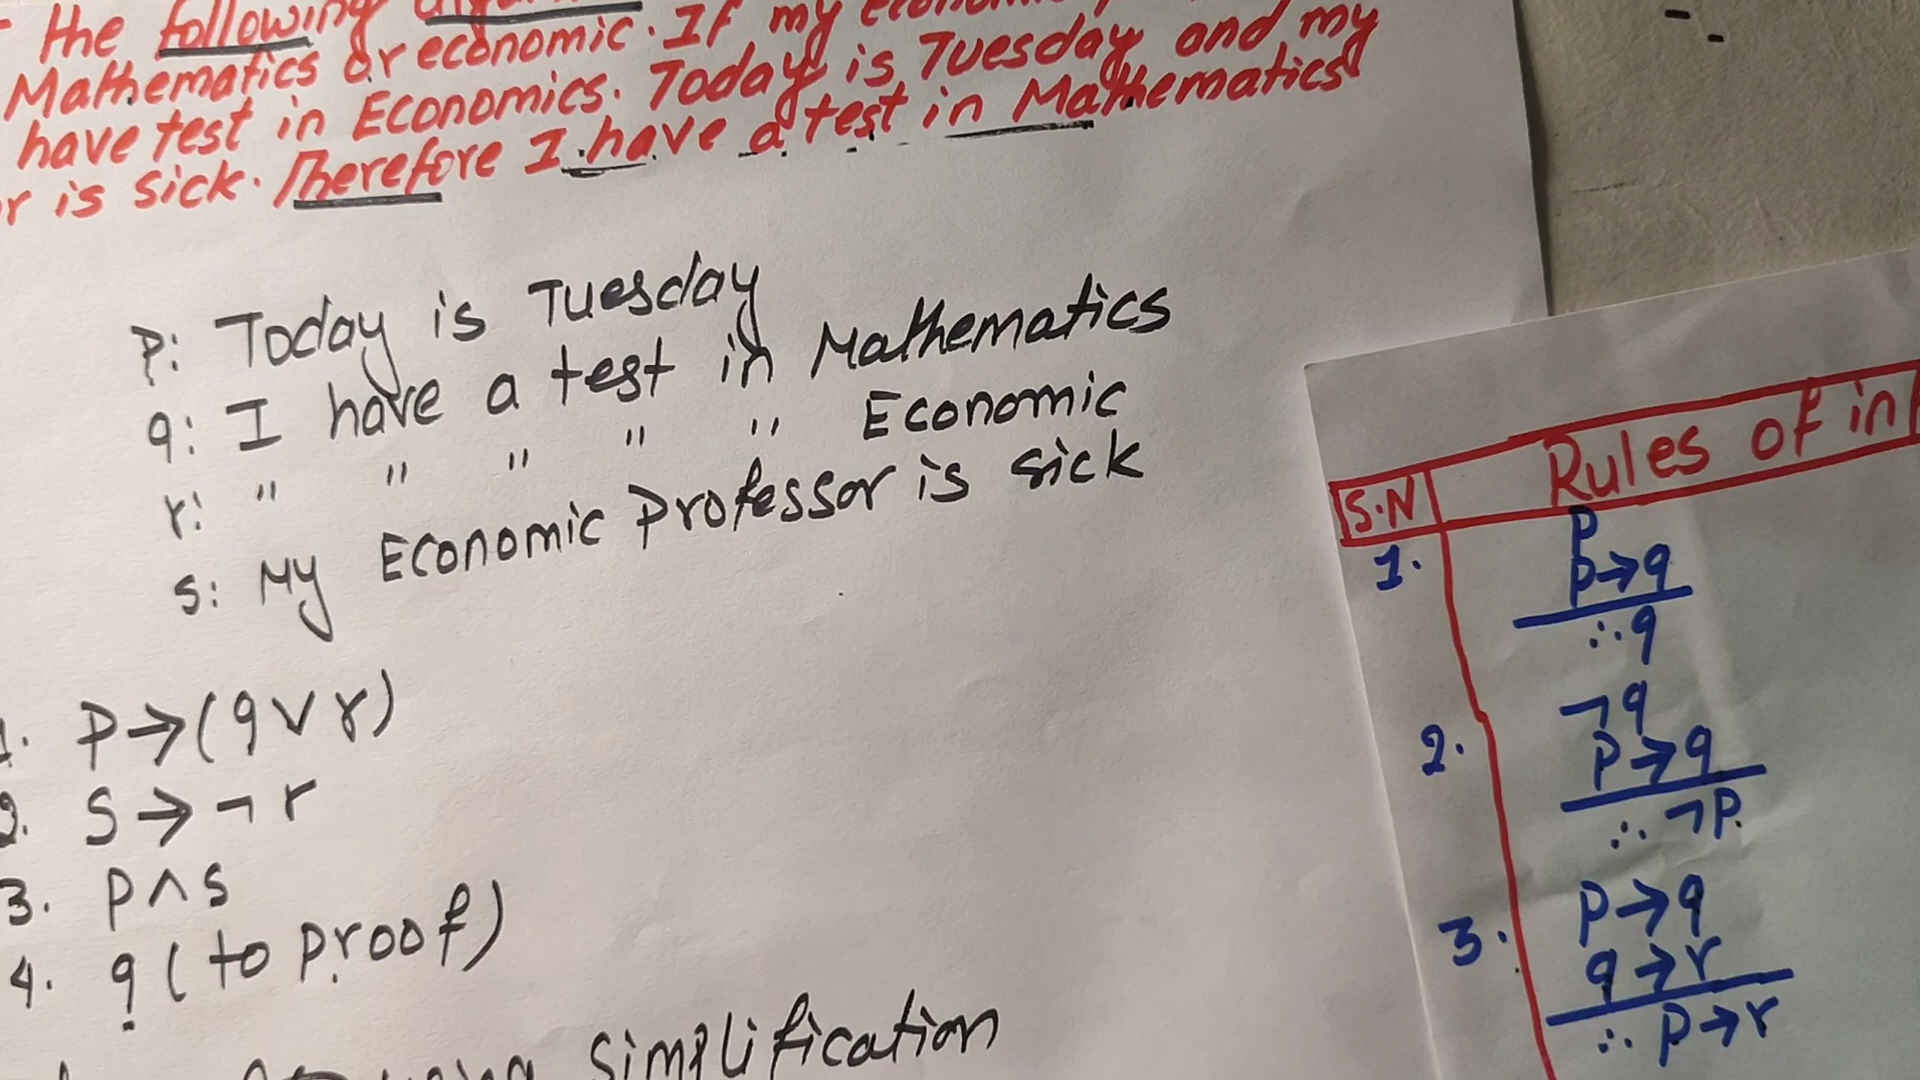 the following
Mathematics or economic. If my
have test in Economics. Today is Tuesday and my
r is sick. Therefore I have a test in Mathematics
P: Today is Tuesday
q: I have a test in Mathematics
r: " " " " " Economic
s: My Economic Professor is sick
1. P→(q∨r)
2. S→¬r
3. P∧S
4. q (to proof)
using simplification
Rules of in
S.N
1.
P
P→q
∴q
2.
¬q
P→q
∴¬P.
3.
P→q
q→r
∴P→r